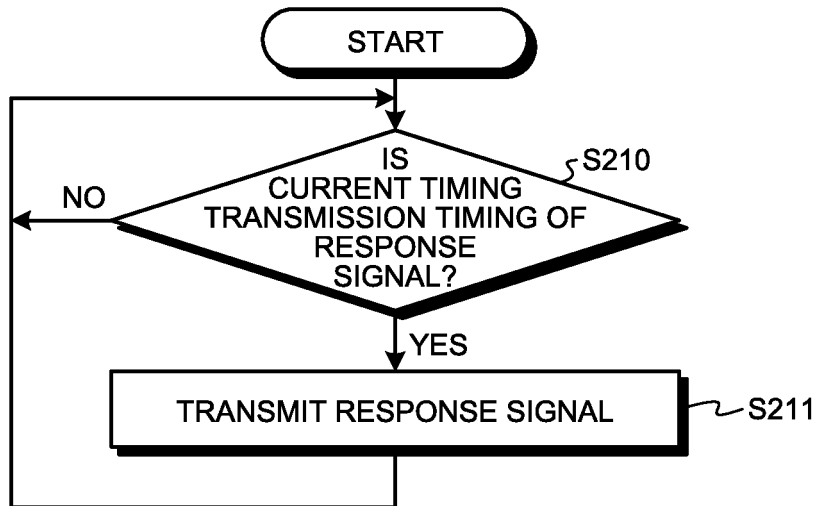 START
IS
CURRENT TIMING
TRANSMISSION TIMING OF
RESPONSE
SIGNAL?
S210
NO
YES
TRANSMIT RESPONSE SIGNAL
S211